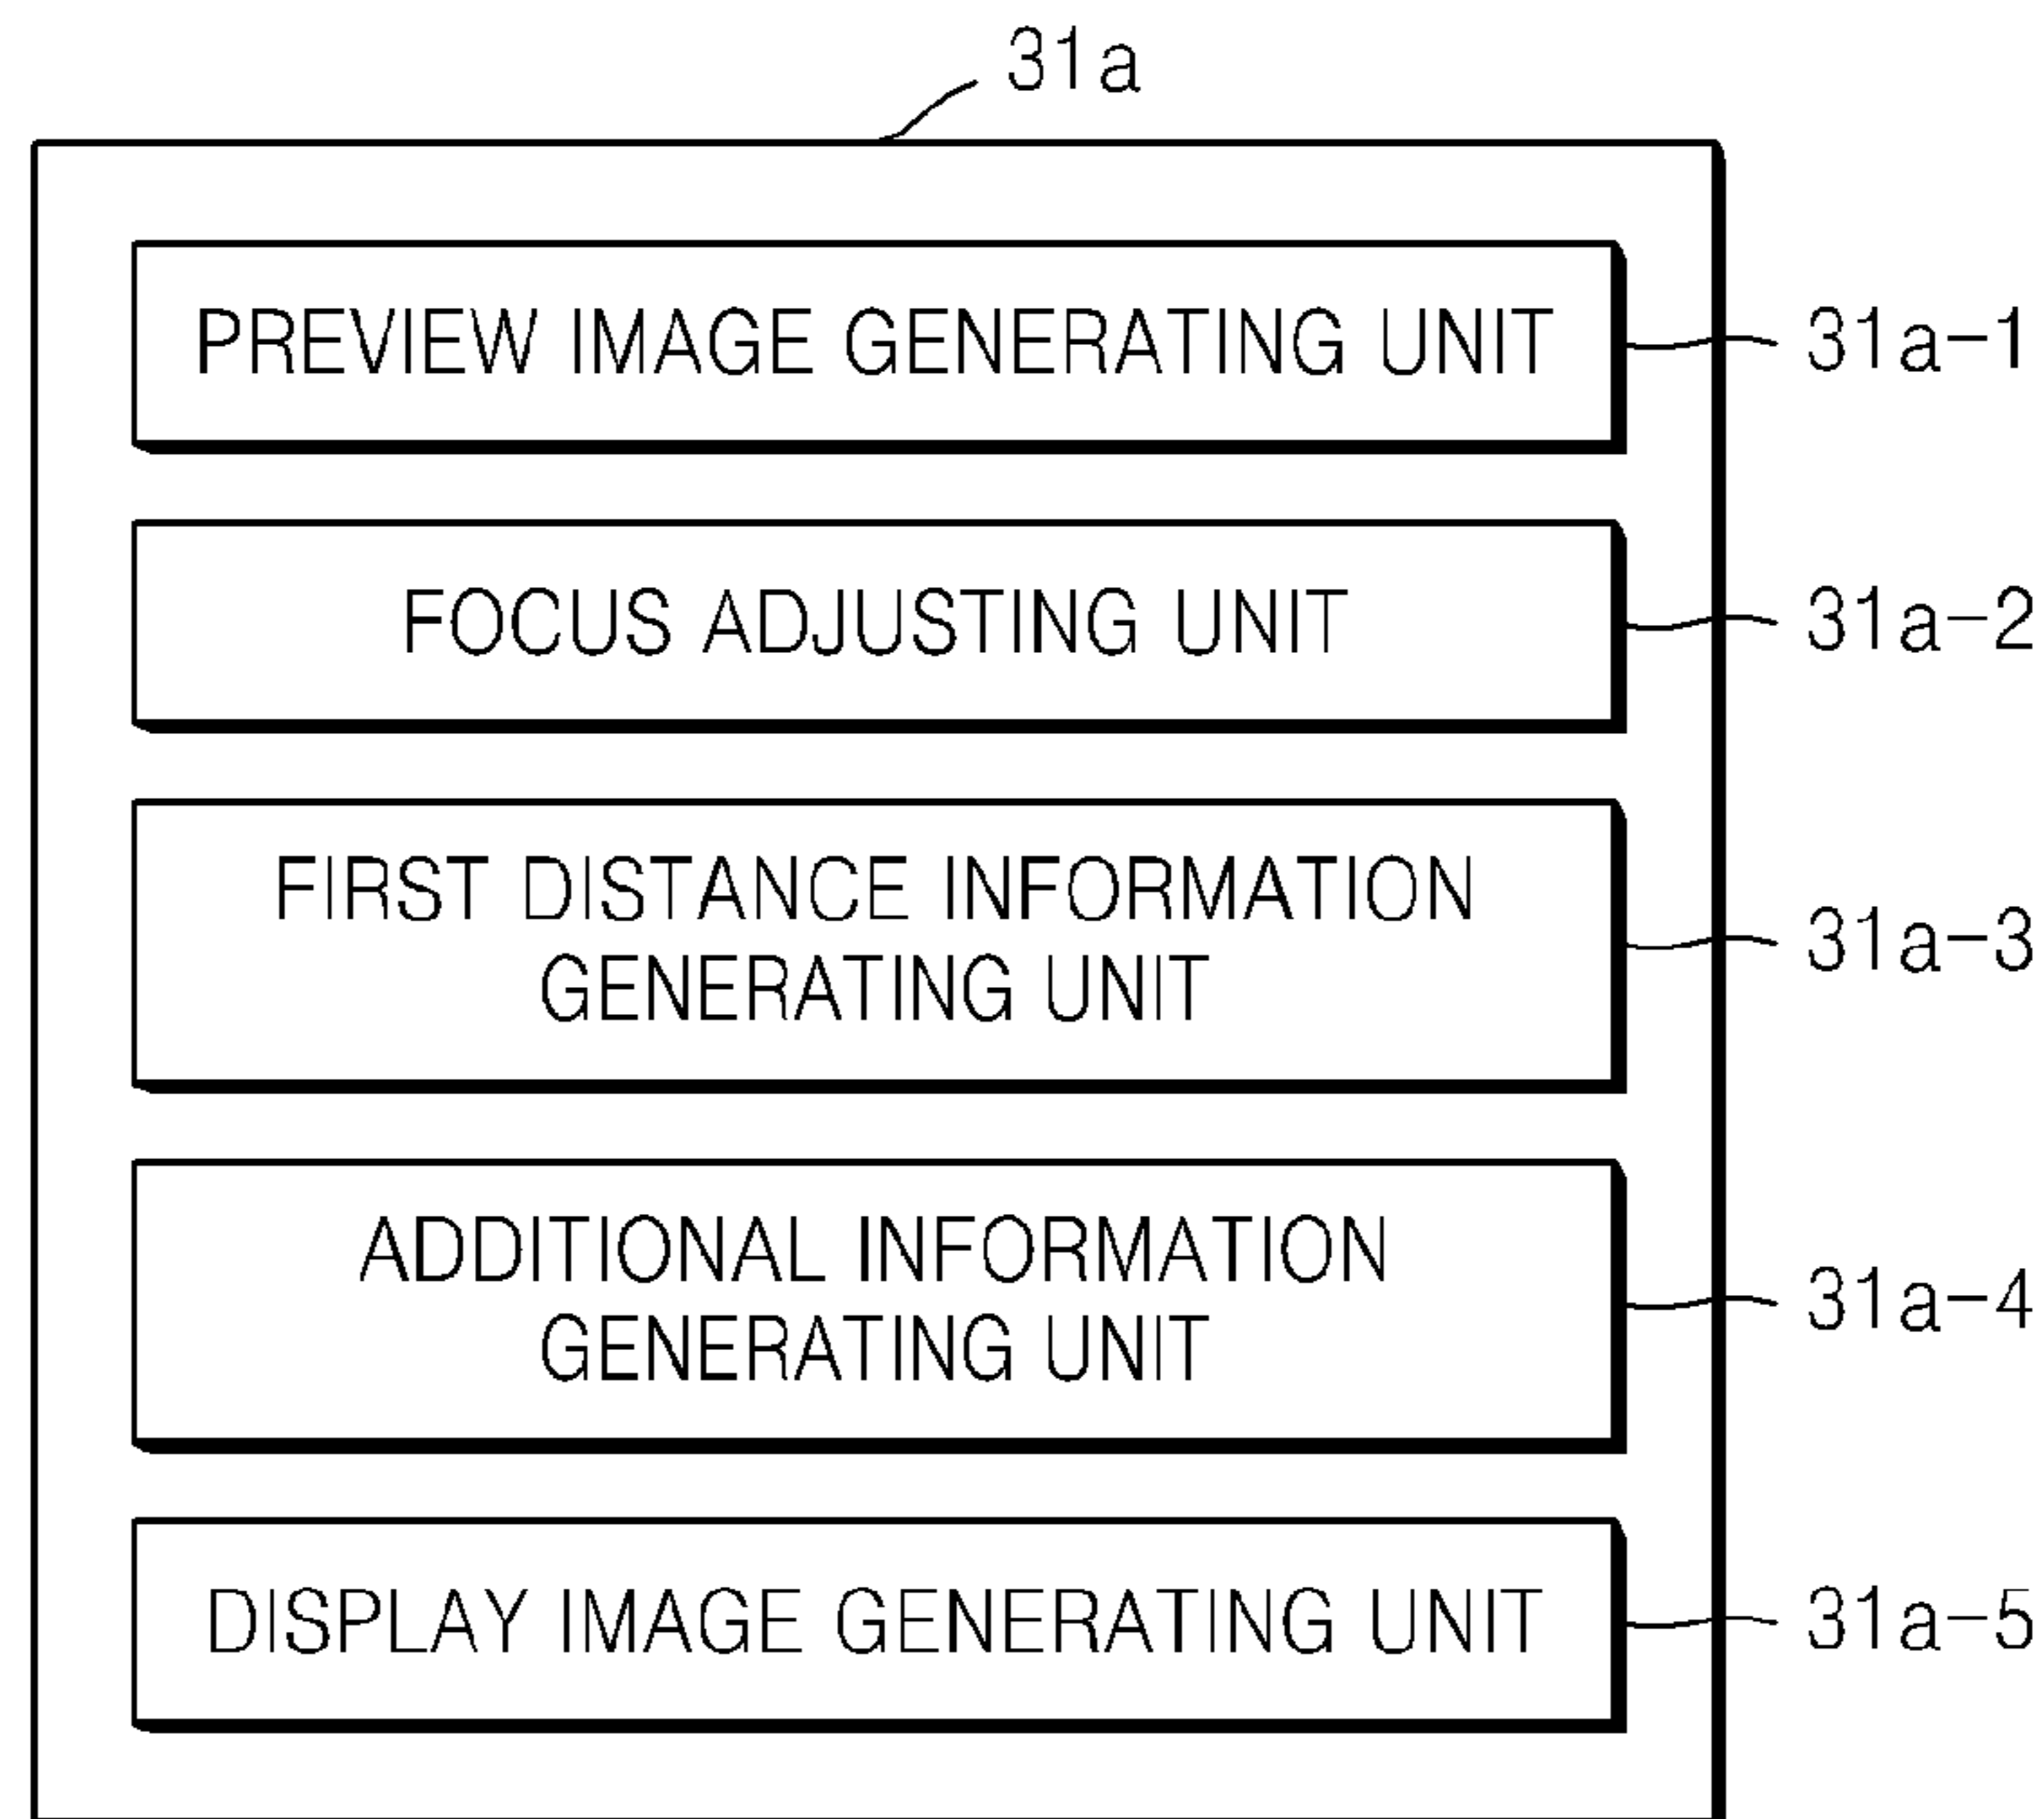 31a
PREVIEW IMAGE GENERATING UNIT
31a-1
FOCUS ADJUSTING UNIT
31a-2
FIRST DISTANCE INFORMATION
GENERATING UNIT
31a-3
ADDITIONAL INFORMATION
GENERATING UNIT
31a-4
DISPLAY IMAGE GENERATING UNIT
31a-5